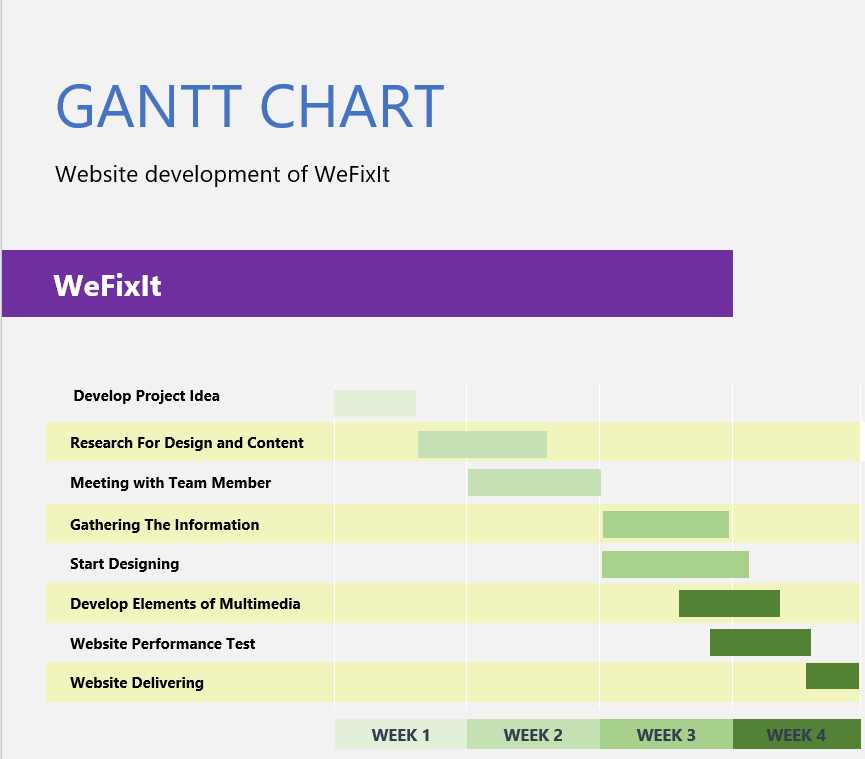 GANTT CHART
Website development of WeFixIt
WeFixIt
Develop Project Idea
Research For Design and Content
Meeting with Team Member
Gathering The Information
Start Designing
Develop Elements of Multimedia
Website Performance Test
Website Delivering
WEEK 1 WEEK 2 WEEK 3 WEEK 4